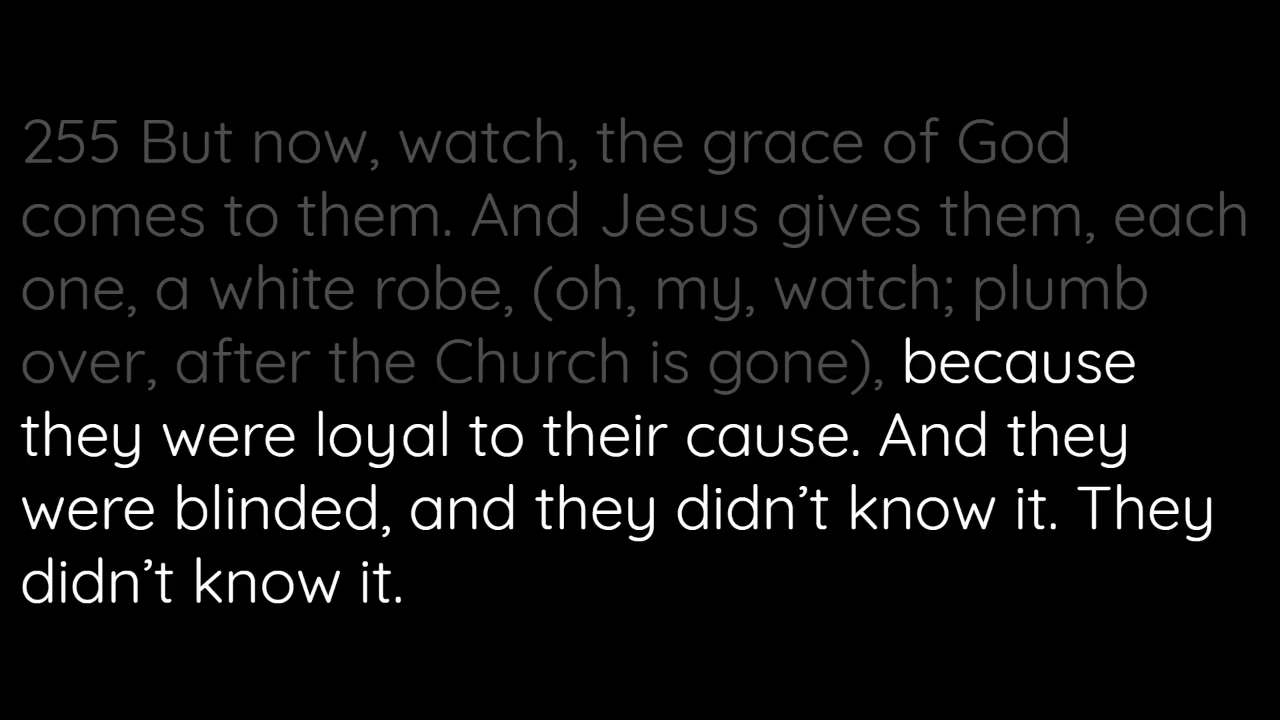 255 But now, watch, the grace of God
comes to them. And Jesus gives them, each
one, a white robe, (oh, my, watch; plumb
over, after the Church is gone), because
they were loyal to their cause. And they
were blinded, and they didn’t know it. They
didn’t know it.